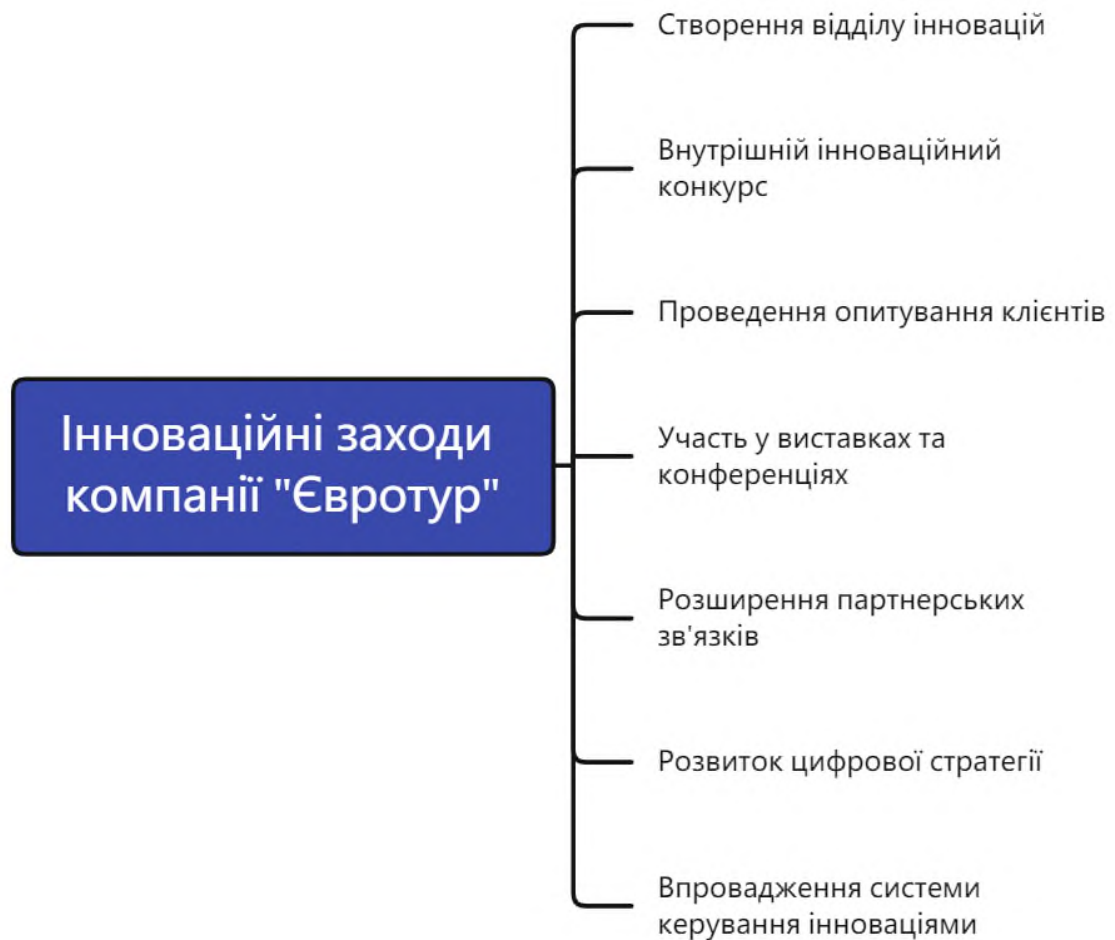 Створення відділу інновацій
Внутрішній інноваційний
конкурс
Проведення опитування клієнтів
Інноваційні заходи
компанії "Євротур"
Участь у виставках та
конференціях
Розширення партнерських
зв'язків
Розвиток цифрової стратегії
Впровадження системи
керування інноваціями